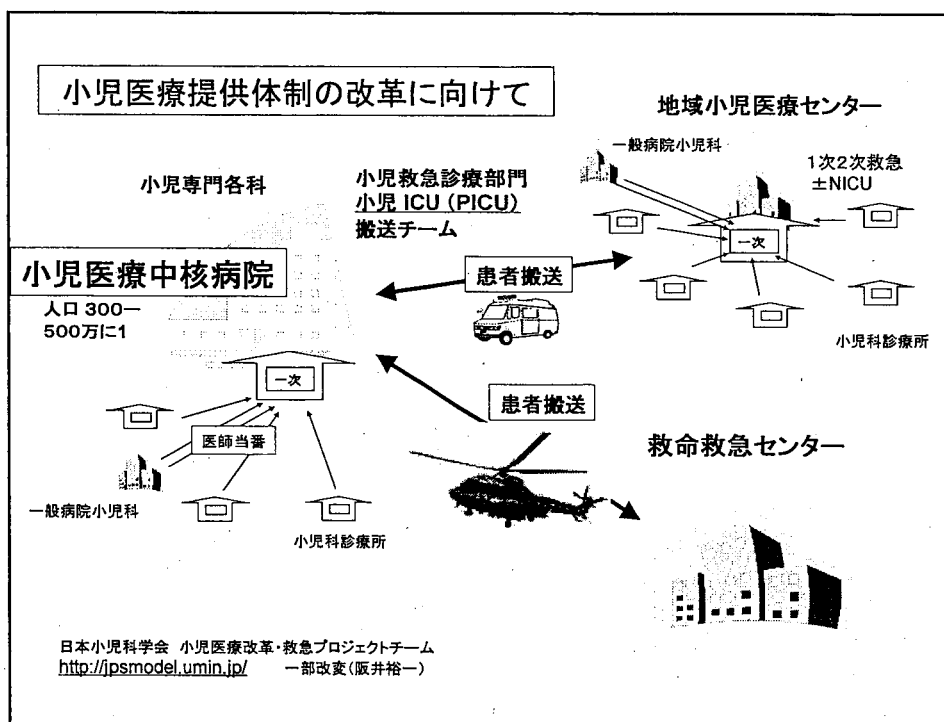 小児医療提供体制の改革に向けて
地域小児医療センター
一般病院小児科
1次2次救急
±NICU
一次
小児科診療所
小児専門各科
小児救急診療部門
小児 ICU (PICU)
搬送チーム
小児医療中核病院
人口 300ー
500万に1
患者搬送
一次
医師当番
一般病院小児科
小児科診療所
患者搬送
救命救急センター
日本小児科学会 小児医療改革・救急プロジェクトチーム
http://jpsmodel.umin.jp/ 一部改変(阪井裕一)